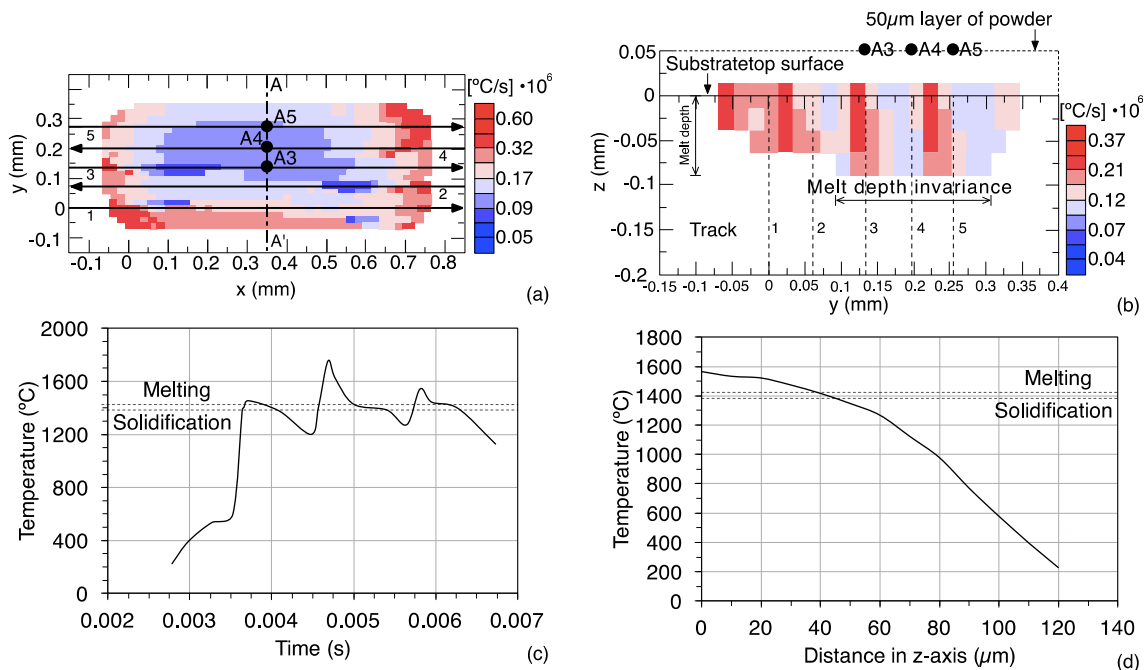 A
[°C/s] •10⁶
0.60
0.32
0.17
0.09
0.05
A5
A4
A3
5
4
3
2
1
A'
y (mm)
0.3
0.2
0.1
0
-0.1
-0.1 0 0.1 0.2 0.3 0.4 0.5 0.6 0.7 0.8
x (mm)
(a)
50µm layer of powder
A3 A4 A5
Substratetop surface
[°C/s] •10⁶
0.37
0.21
0.12
0.07
0.04
Melt depth
Melt depth invariance
Track 1 2 3 4 5
z (mm)
0.05
0
-0.05
-0.1
-0.2
-0.15 -0.1 -0.05 0 0.05 0.1 0.15 0.2 0.25 0.3 0.35 0.4
y (mm)
(b)
Temperature (°C)
2000
1600
1200
800
400
0
Melting
Solidification
0.002 0.003 0.004 0.005 0.006 0.007
Time (s)
(c)
Temperature (°C)
1800
1600
1400
1200
1000
800
600
400
200
0
Melting
Solidification
0 20 40 60 80 100 120 140
Distance in z-axis (µm)
(d)